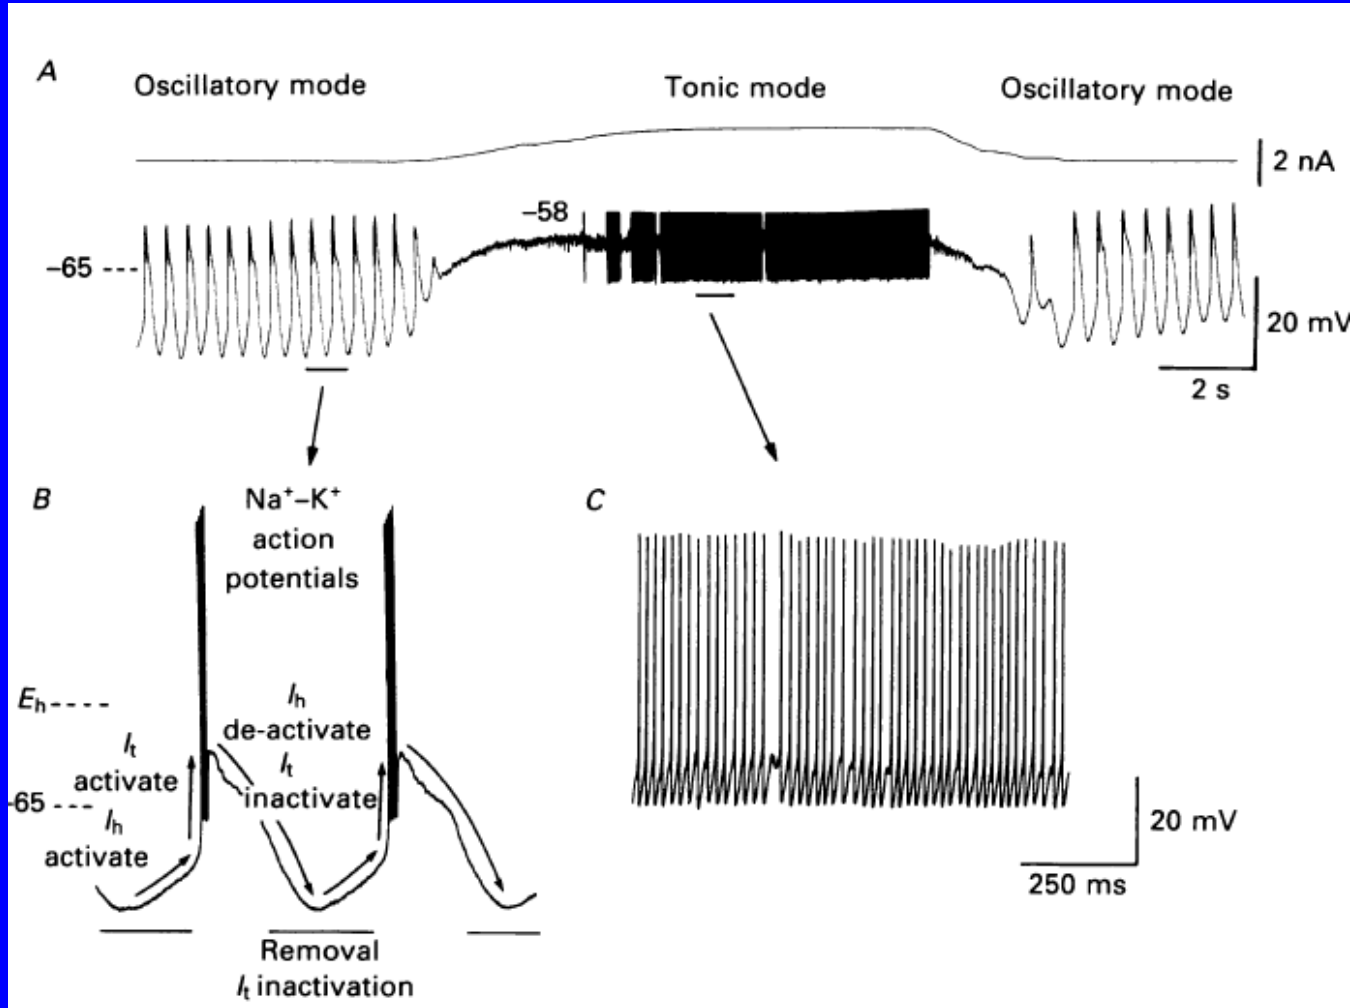 A
Oscillatory mode
Tonic mode
Oscillatory mode
2 nA
-58
-65
20 mV
2 s
B
Na⁺–K⁺
action
potentials
C
Eₕ
Iₕ
de-activate
Iₜ
activate
Iₜ
inactivate
-65
Iₕ
activate
20 mV
250 ms
Removal
Iₜ inactivation